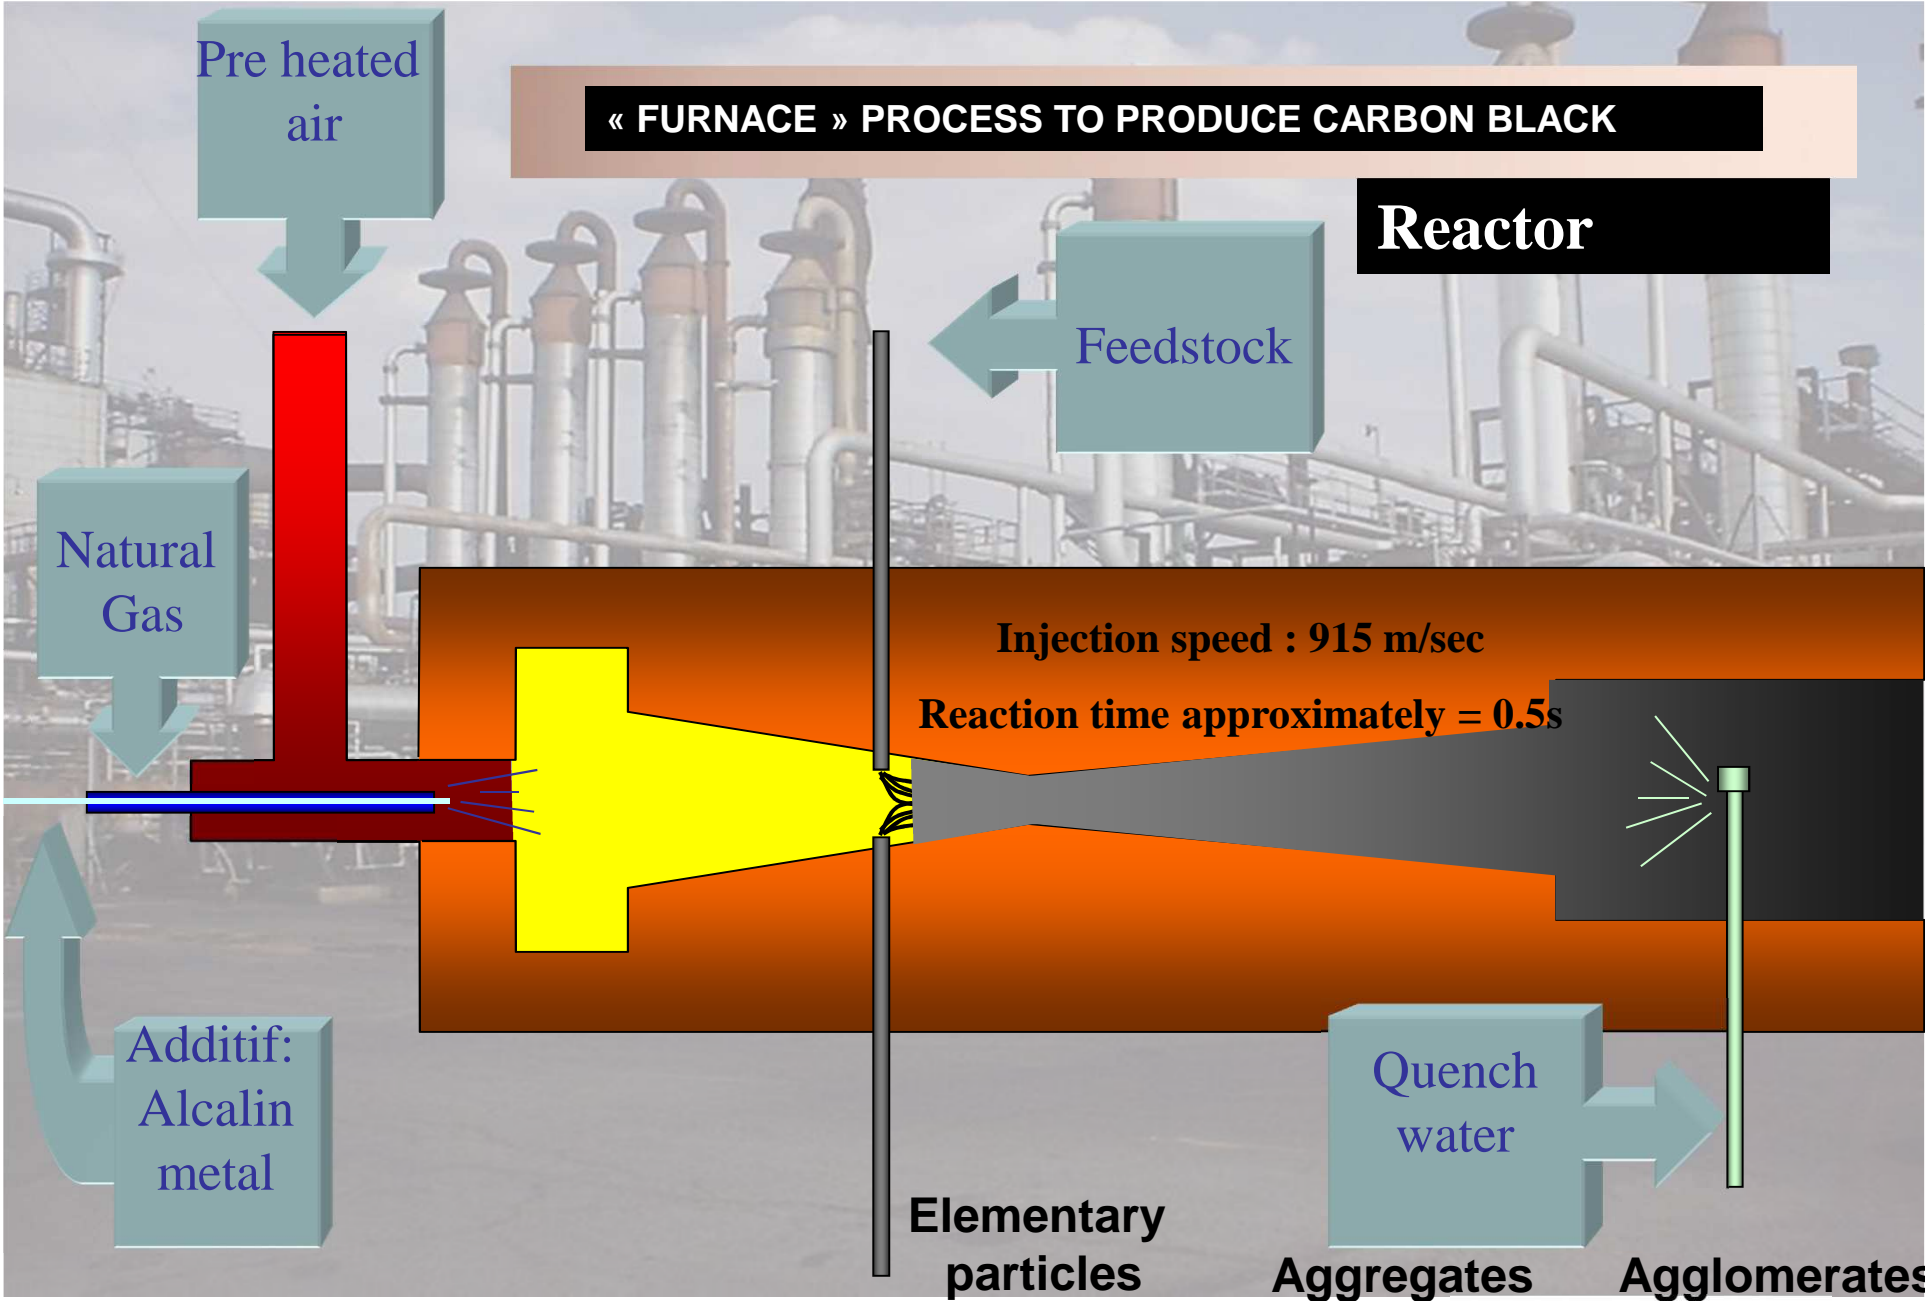 Pre heated
air
« FURNACE » PROCESS TO PRODUCE CARBON BLACK
Reactor
Feedstock
Natural
Gas
Injection speed : 915 m/sec
Reaction time approximately = 0.5s
Additif:
Alcalin
metal
Quench
water
Elementary
particles
Aggregates
Agglomerates